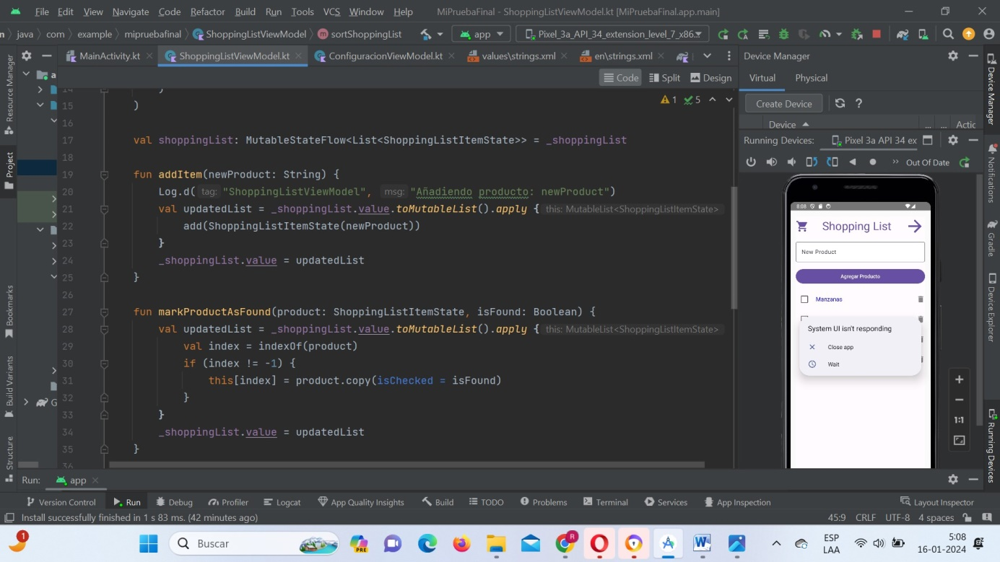 File Edit View Navigate Code Refactor Build Run Tools VCS Window Help MiPruebaFinal - ShoppingListViewModel.kt [MiPruebaFinal.app.main]
n java com example mipruebafinal ShoppingListViewModel m sortShoppingList app Pixel_3a_API_34_extension_level_7_x86
MainActivity.kt ShoppingListViewModel.kt ConfiguracionViewModel.kt values\strings.xml en\strings.xml Device Manager
Code Split Design Virtual Physical
1 5 Create Device
Device ... ... Actic
Running Devices: Pixel 3a API 34 ex
Out Of Date
Resource Manager
Project
Bookmarks
Build Variants
Structure
a
G
14 )
15 )
16
17 val shoppingList: MutableStateFlow<List<ShoppingListItemState>> = _shoppingList
18
19 fun addItem(newProduct: String) {
20 Log.d( tag: "ShoppingListViewModel", msg: "Añadiendo producto: newProduct")
21 val updatedList = _shoppingList.value.toMutableList().apply { this: MutableList<ShoppingListItemState>
22 add(ShoppingListItemState(newProduct))
23 }
24 _shoppingList.value = updatedList
25 }
26
27 fun markProductAsFound(product: ShoppingListItemState, isFound: Boolean) {
28 val updatedList = _shoppingList.value.toMutableList().apply { this: MutableList<ShoppingListItemState>
29 val index = indexOf(product)
30 if (index != -1) {
31 this[index] = product.copy(isChecked = isFound)
32 }
33 }
34 _shoppingList.value = updatedList
35 }
36
8:08
Shopping List
New Product
Agregar Producto
Manzanas
System UI isn't responding
Close app
Wait
1:1
Device Manager
Notifications
Gradle
Device Explorer
Running Devices
Run: app
Version Control Run Debug Profiler Logcat App Quality Insights Build TODO Problems Terminal Services App Inspection Layout Inspector
Install successfully finished in 1 s 83 ms. (42 minutes ago) 45:9 CRLF UTF-8 4 spaces
1 Buscar PRE R W ESP 5:08
LAA 16-01-2024